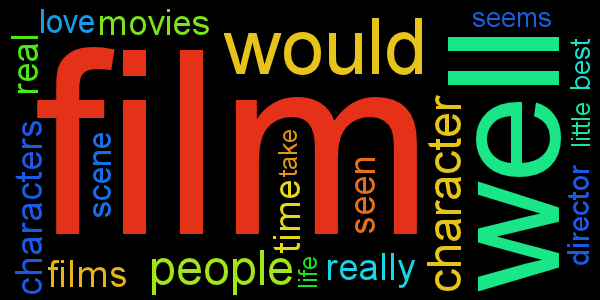 love
movies
would
seems
real
film
well
best
little
characters
scene
take
time
seen
character
director
films
people
life
really